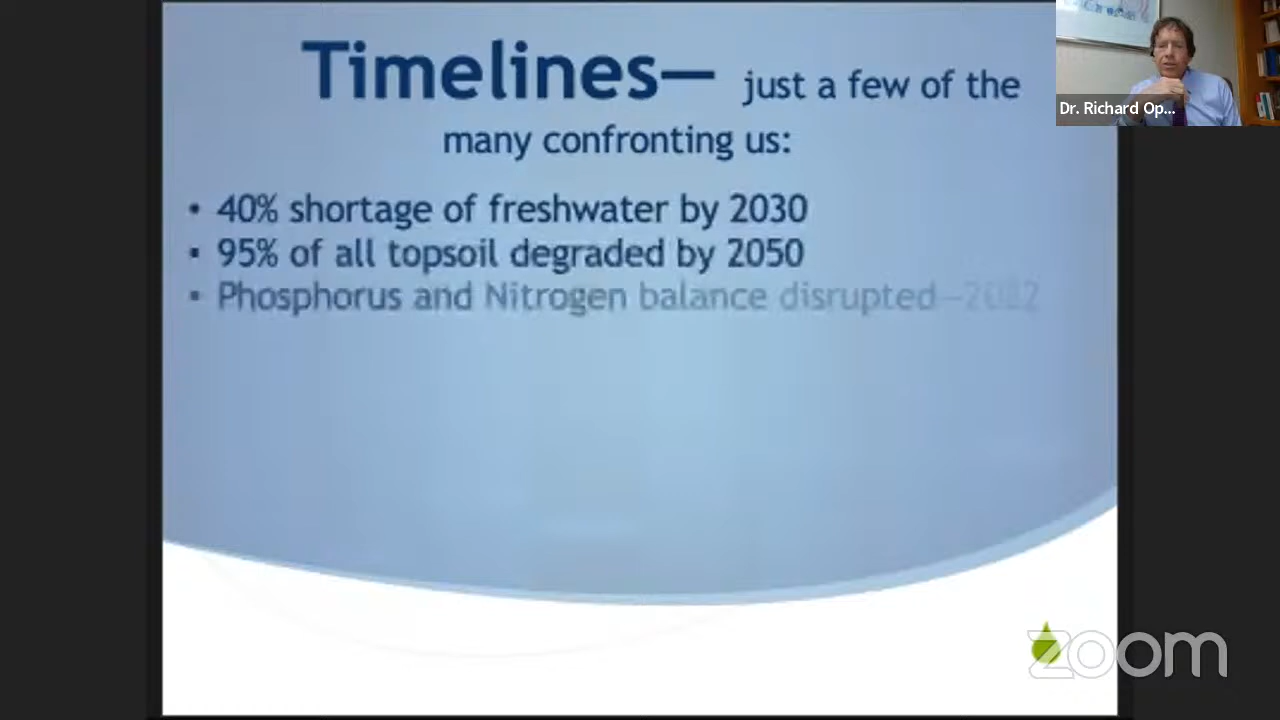 Timelines— just a few of the
many confronting us:
• 40% shortage of freshwater by 2030
• 95% of all topsoil degraded by 2050
• Phosphorus and Nitrogen balance disrupted—
Dr. Richard Op...
zoom